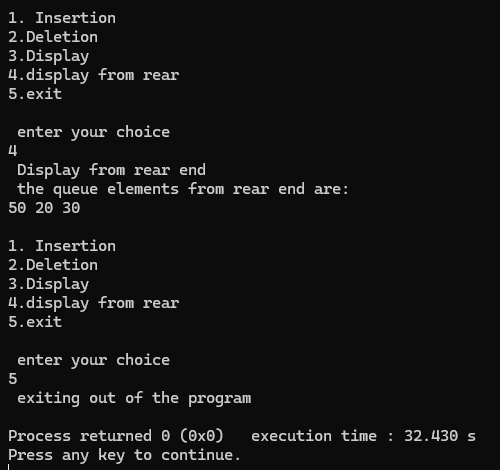 1. Insertion
2.Deletion
3.Display
4.display from rear
5.exit
enter your choice
4
Display from rear end
the queue elements from rear end are:
50 20 30
1. Insertion
2.Deletion
3.Display
4.display from rear
5.exit
enter your choice
5
exiting out of the program
Process returned 0 (0x0)   execution time : 32.430 s
Press any key to continue.